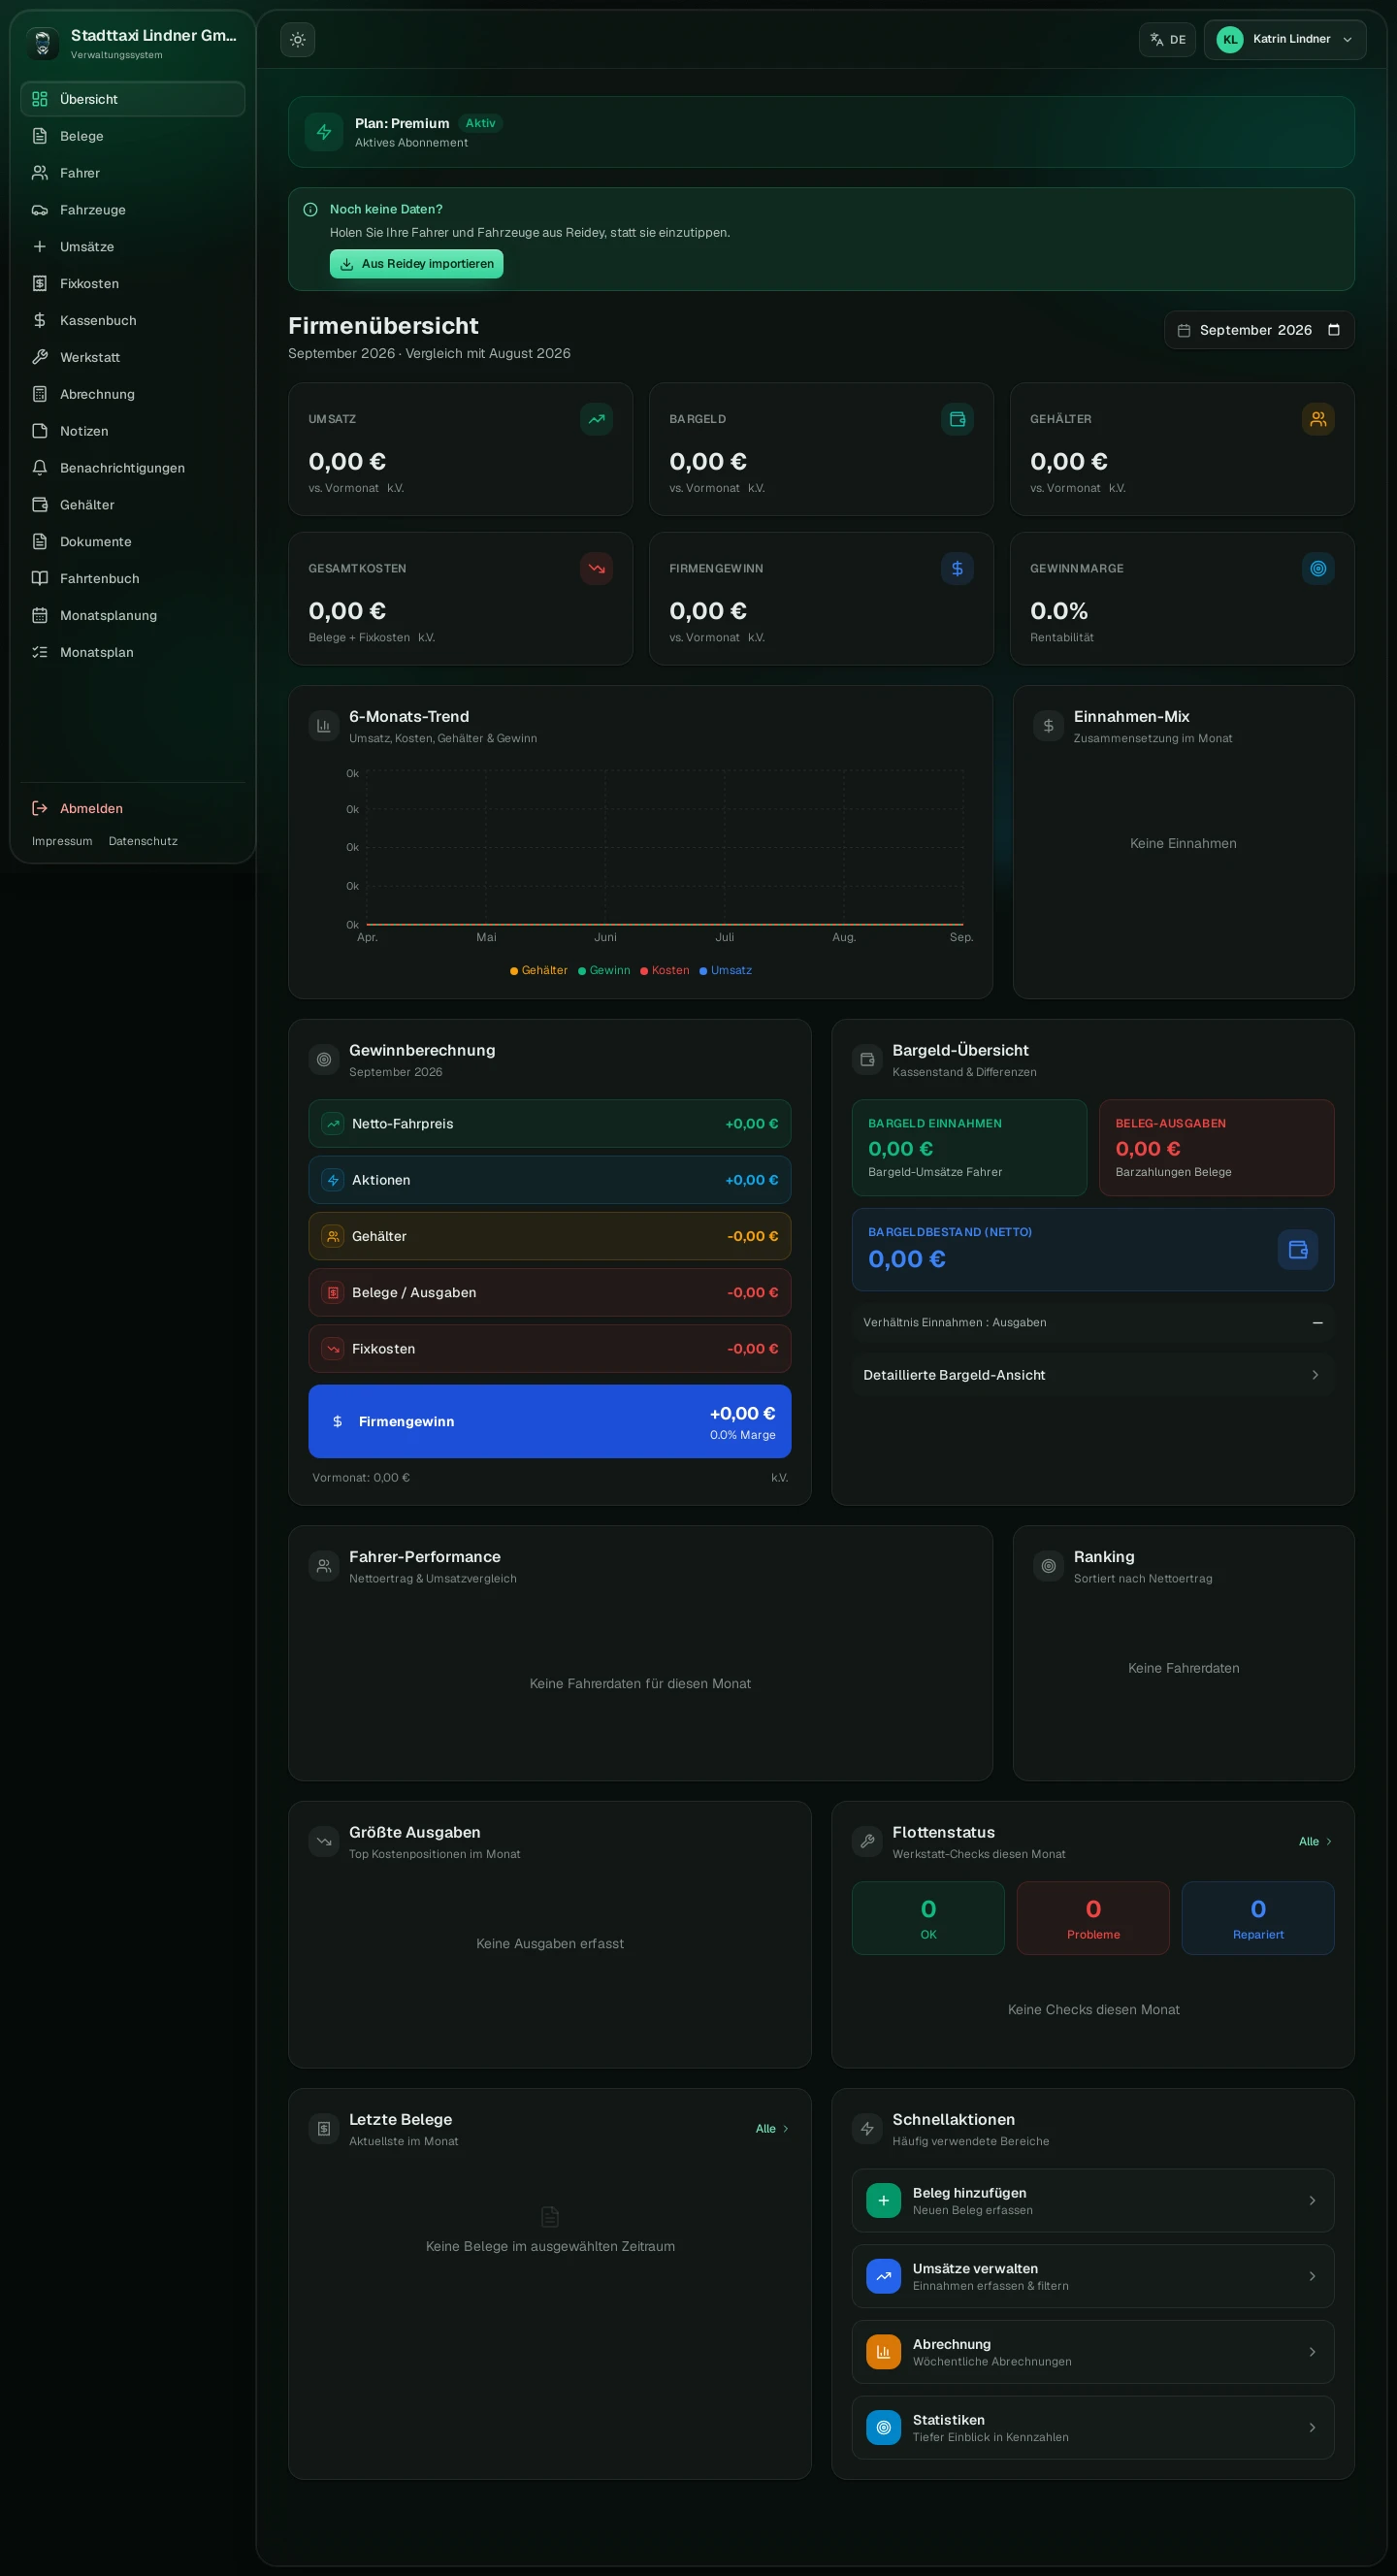 Stadttaxi Lindner Gm...
Verwaltungssystem
Übersicht
Belege
Fahrer
Fahrzeuge
Umsätze
Fixkosten
Kassenbuch
Werkstatt
Abrechnung
Notizen
Benachrichtigungen
Gehälter
Dokumente
Fahrtenbuch
Monatsplanung
Monatsplan
Abmelden
Impressum Datenschutz
DE
KL Katrin Lindner
Plan: Premium Aktiv
Aktives Abonnement
Noch keine Daten?
Holen Sie Ihre Fahrer und Fahrzeuge aus Reidey, statt sie einzutippen.
Aus Reidey importieren
Firmenübersicht
September 2026 · Vergleich mit August 2026
September 2026
UMSATZ
0,00 €
vs. Vormonat k.V.
BARGELD
0,00 €
vs. Vormonat k.V.
GEHÄLTER
0,00 €
vs. Vormonat k.V.
GESAMTKOSTEN
0,00 €
Belege + Fixkosten k.V.
FIRMENGEWINN
0,00 €
vs. Vormonat k.V.
GEWINNMARGE
0.0%
Rentabilität
6-Monats-Trend
Umsatz, Kosten, Gehälter & Gewinn
0k
0k
0k
0k
0k
Apr. Mai Juni Juli Aug. Sep.
Gehälter Gewinn Kosten Umsatz
Einnahmen-Mix
Zusammensetzung im Monat
Keine Einnahmen
Gewinnberechnung
September 2026
Netto-Fahrpreis +0,00 €
Aktionen +0,00 €
Gehälter -0,00 €
Belege / Ausgaben -0,00 €
Fixkosten -0,00 €
Firmengewinn +0,00 €
0.0% Marge
Vormonat: 0,00 € k.V.
Bargeld-Übersicht
Kassenstand & Differenzen
BARGELD EINNAHMEN
0,00 €
Bargeld-Umsätze Fahrer
BELEG-AUSGABEN
0,00 €
Barzahlungen Belege
BARGELDBESTAND (NETTO)
0,00 €
Verhältnis Einnahmen : Ausgaben —
Detaillierte Bargeld-Ansicht
Fahrer-Performance
Nettoertrag & Umsatzvergleich
Keine Fahrerdaten für diesen Monat
Ranking
Sortiert nach Nettoertrag
Keine Fahrerdaten
Größte Ausgaben
Top Kostenpositionen im Monat
Keine Ausgaben erfasst
Flottenstatus
Werkstatt-Checks diesen Monat
Alle
0
OK
0
Probleme
0
Repariert
Keine Checks diesen Monat
Letzte Belege
Aktuellste im Monat
Alle
Keine Belege im ausgewählten Zeitraum
Schnellaktionen
Häufig verwendete Bereiche
Beleg hinzufügen
Neuen Beleg erfassen
Umsätze verwalten
Einnahmen erfassen & filtern
Abrechnung
Wöchentliche Abrechnungen
Statistiken
Tiefer Einblick in Kennzahlen